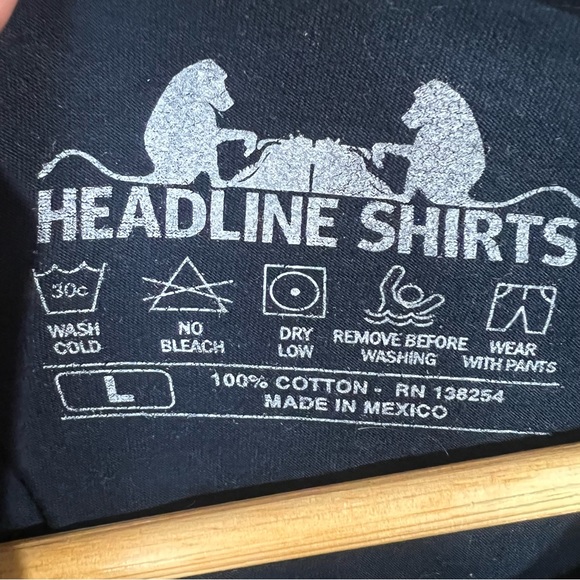 HEADLINE SHIRTS
30c
WASH COLD
NO BLEACH
DRY LOW
REMOVE BEFORE WASHING
WEAR WITH PANTS
L
100% COTTON - RN 138254
MADE IN MEXICO